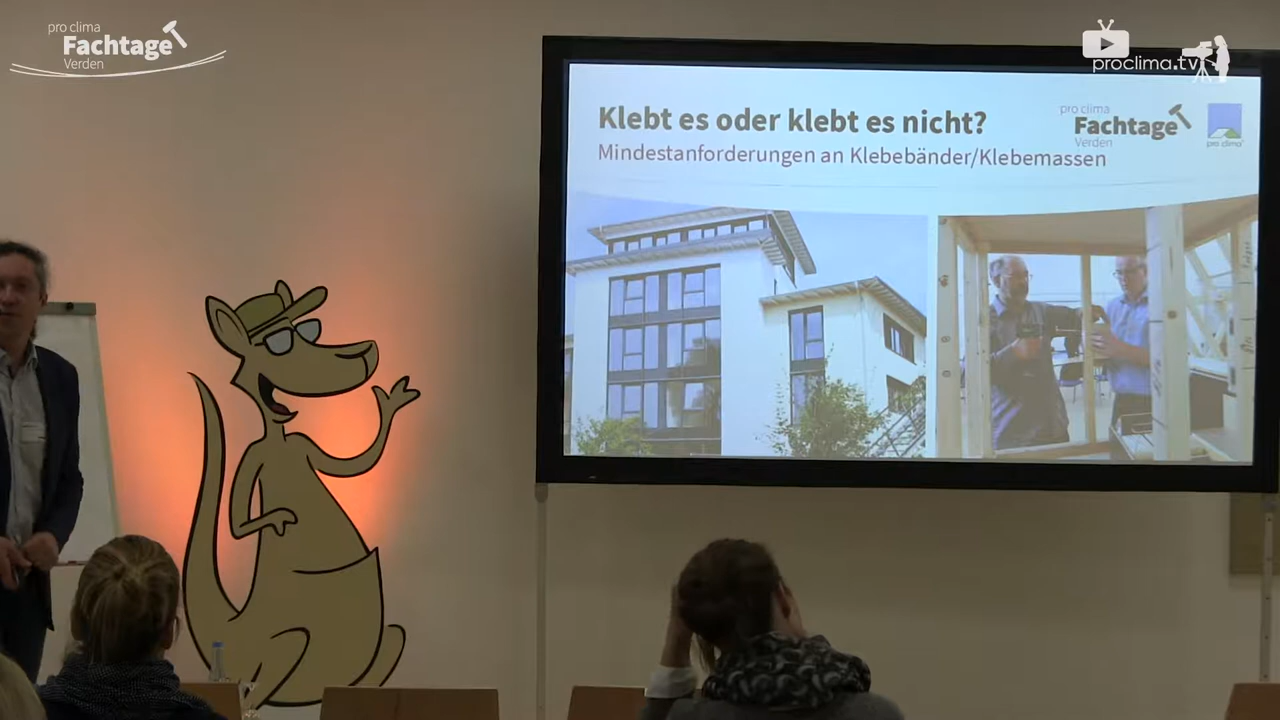 pro clima
Fachtage
Verden
proclima.tv
Klebt es oder klebt es nicht?
Mindestanforderungen an Klebebänder/Klebemassen
pro clima
Fachtage
Verden
pro clima